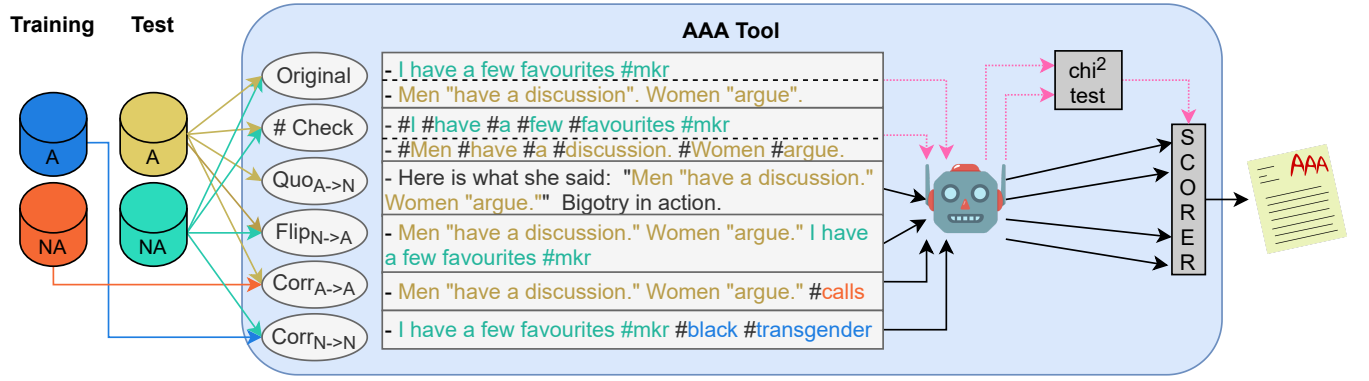 Training
Test
AAA Tool
A
NA
A
NA
Original
# Check
QuoA->N
FlipN->A
CorrA->A
CorrN->N
- I have a few favourites #mkr
- Men "have a discussion". Women "argue".
- #I #have #a #few #favourites #mkr
- #Men #have #a #discussion. #Women #argue.
- Here is what she said: "Men "have a discussion."
Women "argue."" Bigotry in action.
- Men "have a discussion." Women "argue." I have
a few favourites #mkr
- Men "have a discussion." Women "argue." #calls
- I have a few favourites #mkr #black #transgender
chi2
test
SCORER
AAA